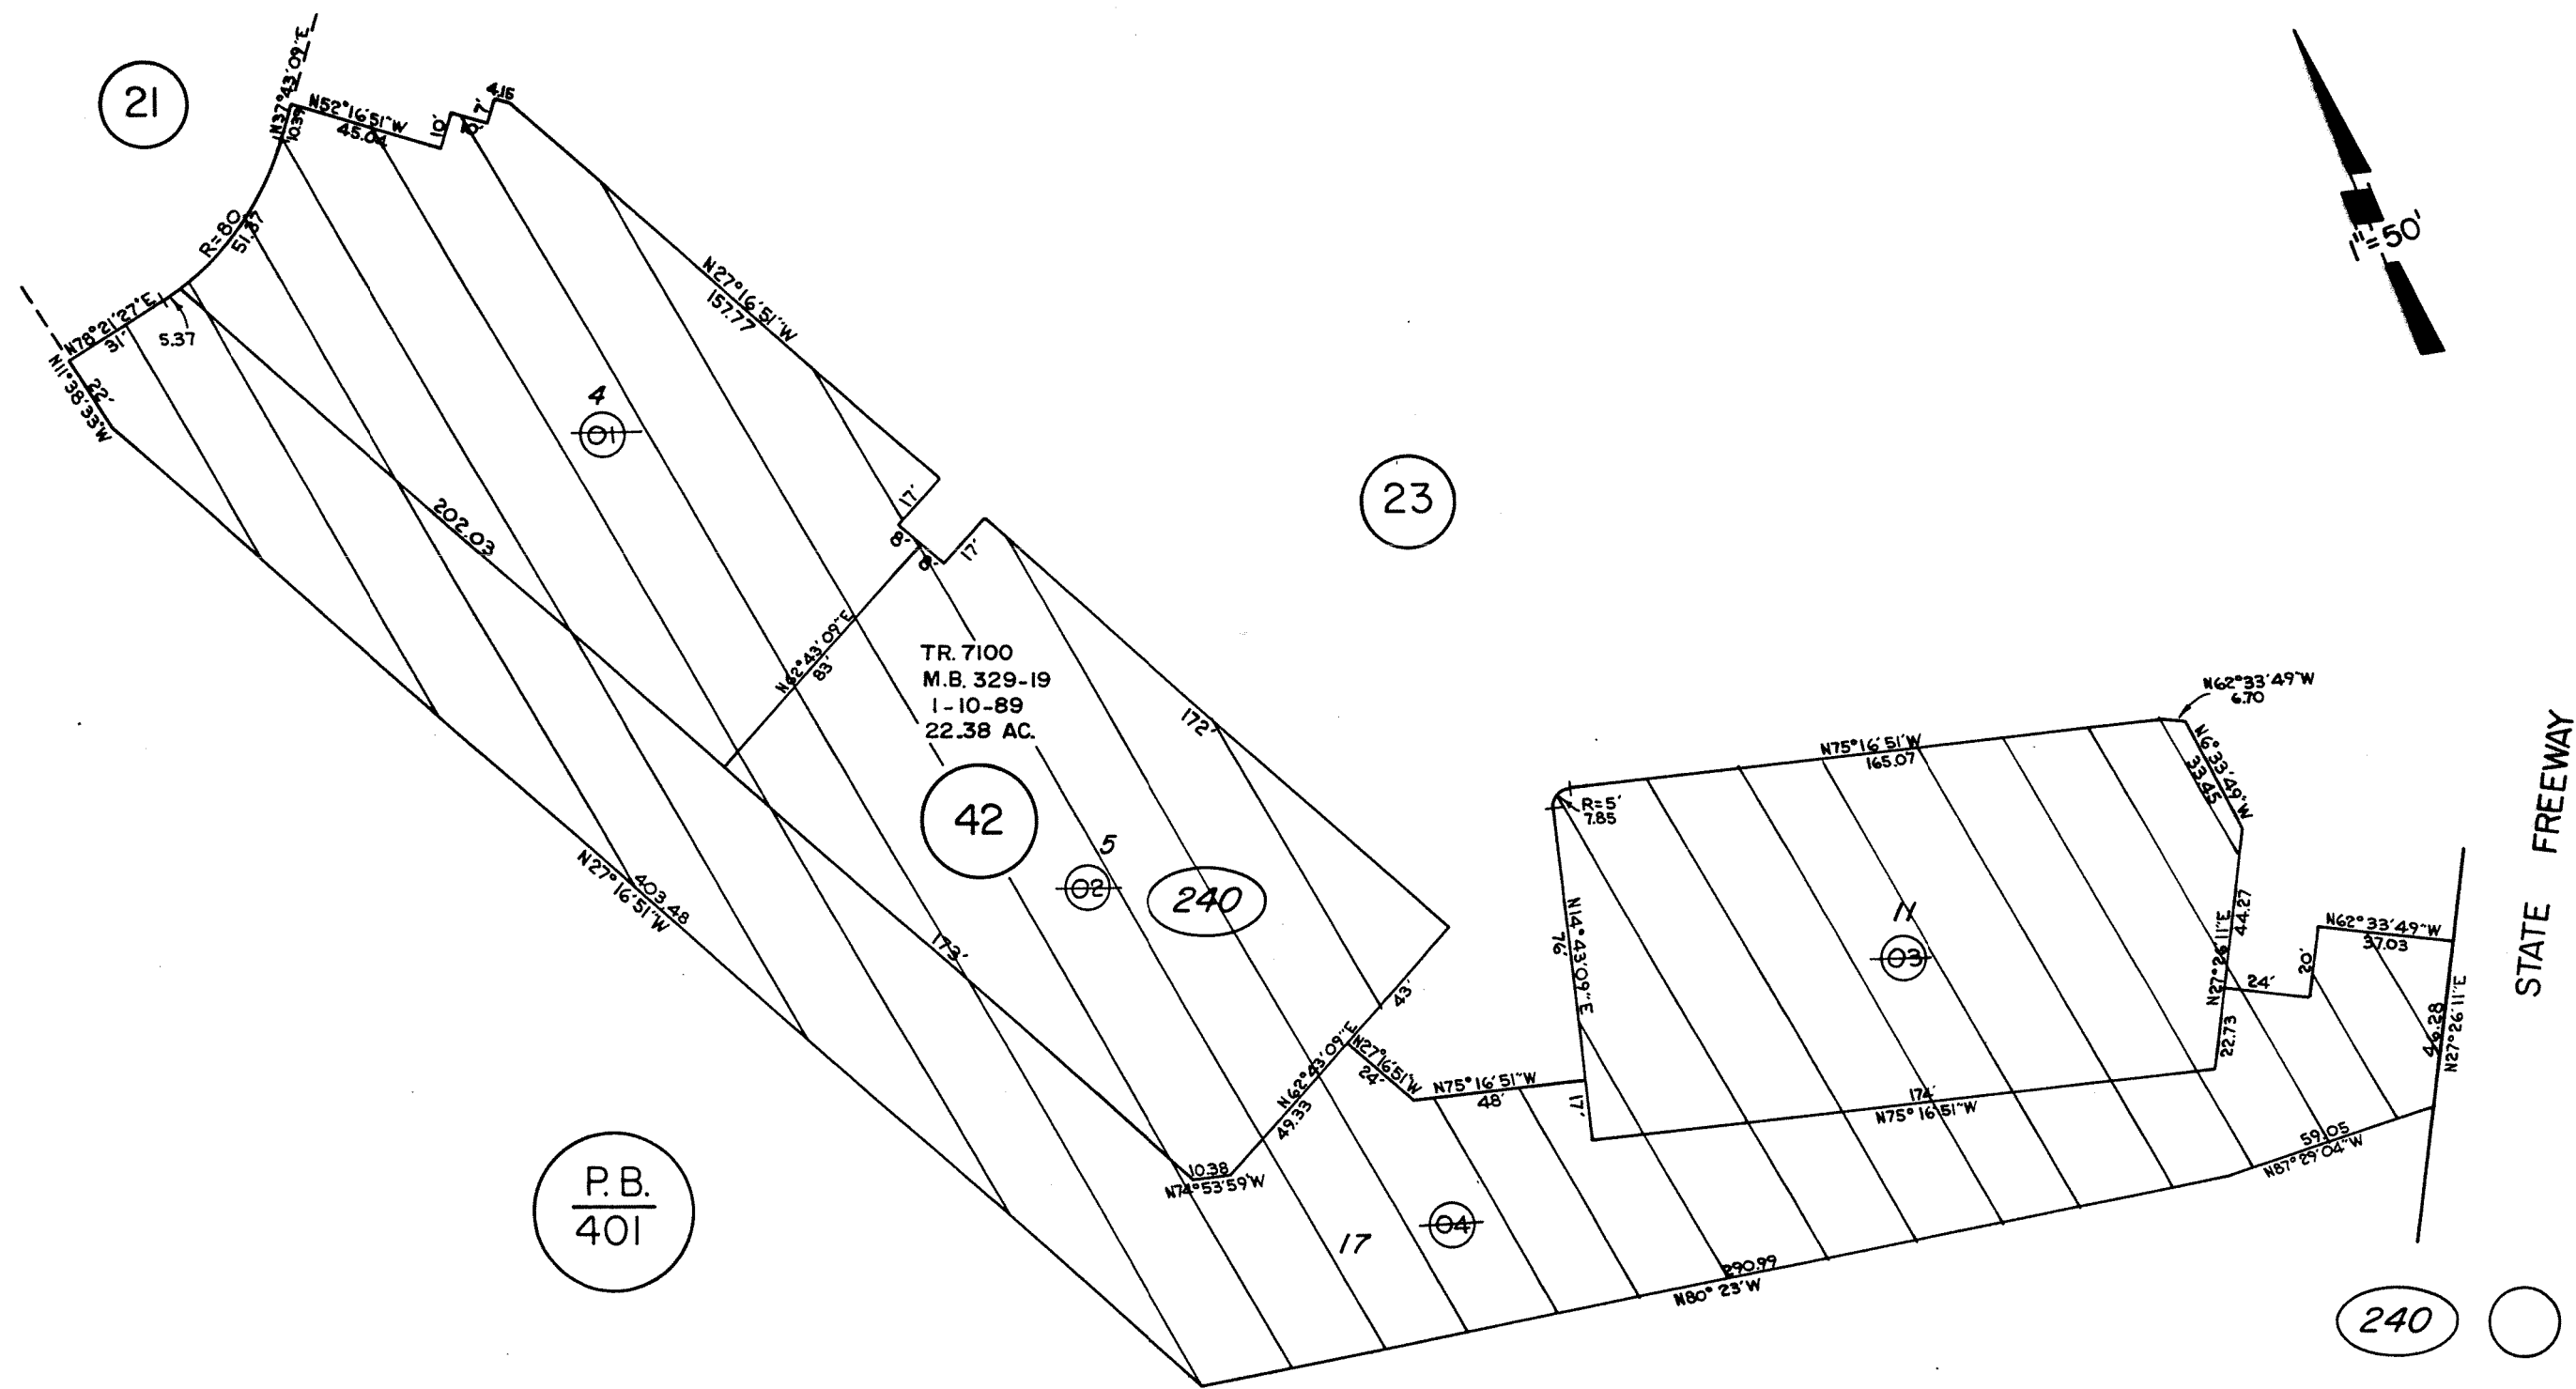 21
N37°43'09"E
10.39
N52°16'51"W
45.04
10'
17'
4.15
R=80
51.37
N78°21'27"E
31'
5.37
22'
N11°38'33"W
N27°16'51"W
157.77
4
01
202.03
17'
8'
8'
17'
N62°43'09"E
83'
TR. 7100
M.B. 329-19
1-10-89
22.38 AC.
42
172'
5
02
240
173'
403.48
N27°16'51"W
43'
N62°43'09"E
49.33
10.38
N74°53'59"W
N27°16'51"W
24'
N75°16'51"W
48'
17'
23
1"=50'
N75°16'51"W
165.07
R=5'
7.85
N14°43'09"E
76'
N62°33'49"W
6.70
N6°33'49"W
33.45
11
03
44.27
N27°26'11"E
22.73
24'
20'
N62°33'49"W
37.03
46.28
N27°26'11"E
STATE FREEWAY
174'
N75°16'51"W
59.05
N87°29'04"W
17
04
290.99
N80°23'W
P.B.
401
240